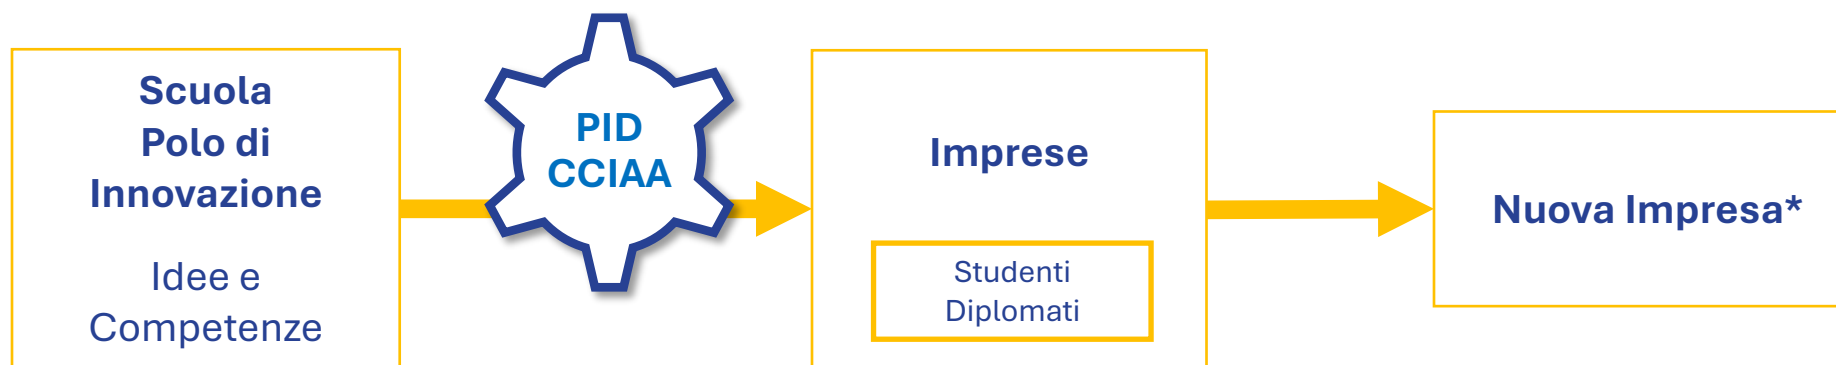 Scuola
Polo di
Innovazione
Idee e
Competenze
PID
CCIAA
Imprese
Studenti
Diplomati
Nuova Impresa*